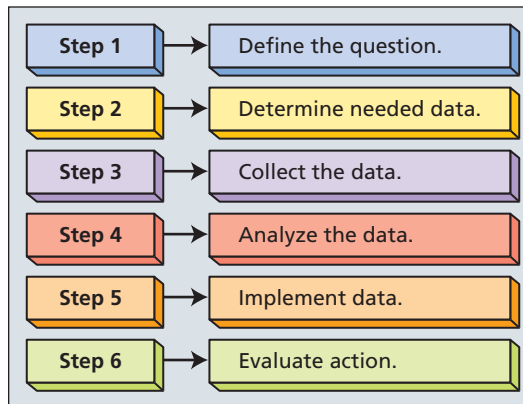 Step 1 Define the question.
Step 2 Determine needed data.
Step 3 Collect the data.
Step 4 Analyze the data.
Step 5 Implement data.
Step 6 Evaluate action.